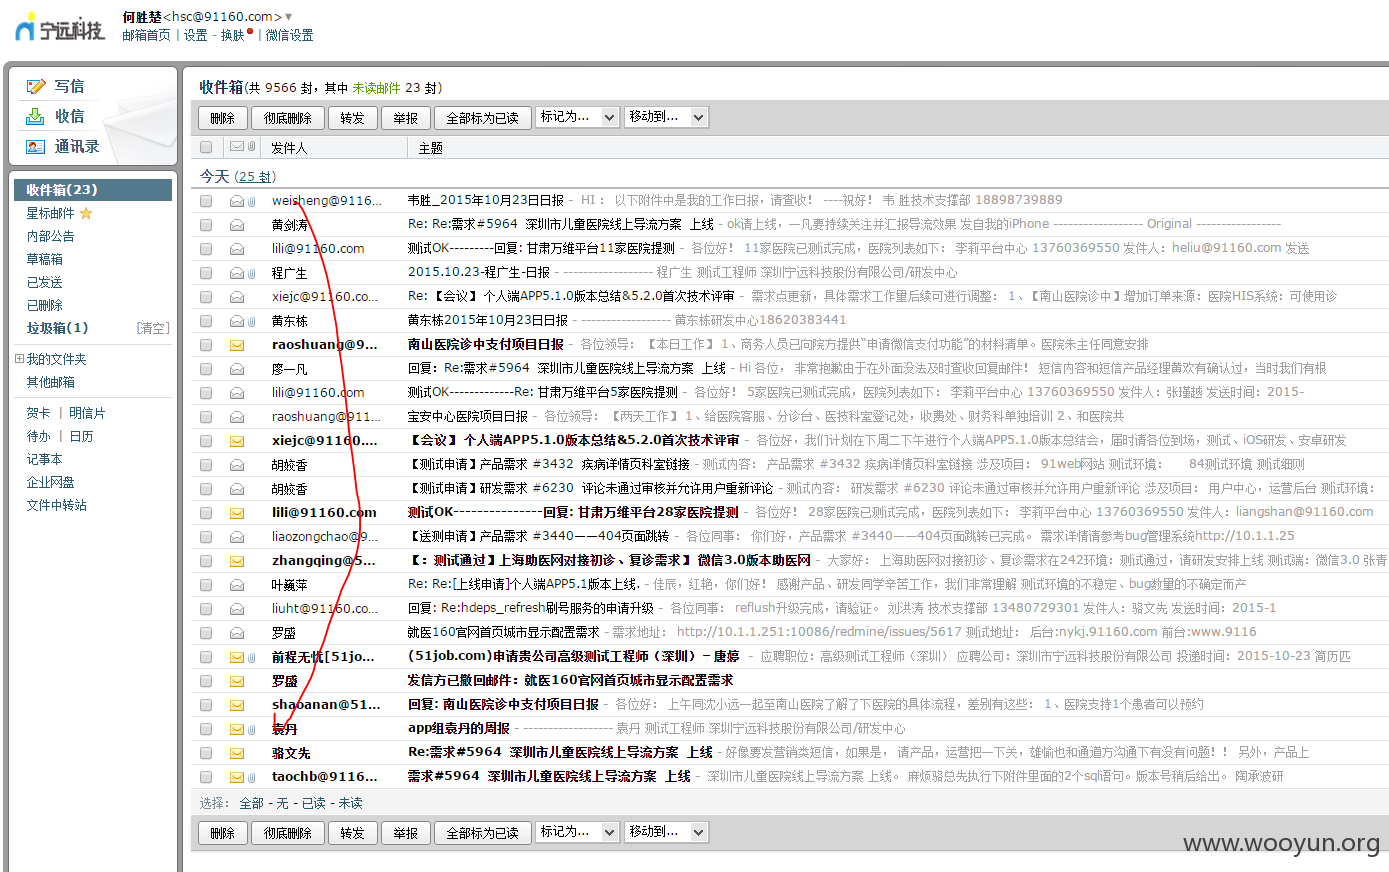 宁远科技
何胜楚<hsc@91160.com>
邮箱首页 | 设置 - 换肤 | 微信设置
写信
收信
通讯录
收件箱(23)
星标邮件
内部公告
草稿箱
已发送
已删除
垃圾箱(1) [清空]
我的文件夹
其他邮箱
贺卡 | 明信片
待办 | 日历
记事本
企业网盘
文件中转站
收件箱(共 9566 封，其中 未读邮件 23 封)
删除 彻底删除 转发 举报 全部标为已读 标记为... 移动到...
发件人 主题
今天 (25 封)
weisheng@9116... 韦胜_2015年10月23日日报 - HI： 以下附件中是我的工作日报，请查收！ ----祝好！ 韦 胜技术支撑部 18898739889
黄剑涛 Re: Re:需求#5964 深圳市儿童医院线上导流方案 上线 - ok请上线，一凡要持续关注并汇报导流效果 发自我的iPhone ------------------ Original -----------------
lili@91160.com 测试OK---------回复: 甘肃万维平台11家医院提测 - 各位好！ 11家医院已测试完成，医院列表如下： 李莉平台中心 13760369550 发件人：heliu@91160.com 发送
程广生 2015.10.23-程广生-日报 - ------------------ 程广生 测试工程师 深圳宁远科技股份有限公司/研发中心
xiejc@91160.co... Re: 【会议】 个人端APP5.1.0版本总结&5.2.0首次技术评审 - 需求点更新，具体需求工作量后续可进行调整： 1、【南山医院诊中】增加订单来源：医院HIS系统：可使用诊
黄东栋 黄东栋2015年10月23日日报 - ------------------ 黄东栋研发中心18620383441
raoshuang@9... 南山医院诊中支付项目日报 - 各位领导： 【本日工作】 1、商务人员已向院方提供“申请微信支付功能”的材料清单。医院朱主任同意安排
廖一凡 回复：Re:需求#5964 深圳市儿童医院线上导流方案 上线 - Hi 各位， 非常抱歉由于在外面没法及时查收回复邮件！ 短信内容和短信产品经理黄欢有确认过，当时我们有根
lili@91160.com 测试OK-------------Re: 甘肃万维平台5家医院提测 - 各位好！ 5家医院已测试完成，医院列表如下： 李莉平台中心 13760369550 发件人：张瑾越 发送时间：2015-
raoshuang@911... 宝安中心医院项目日报 - 各位领导： 【两天工作】 1、给医院客服、分诊台、医技科室登记处，收费处、财务科单独培训 2、和医院共
xiejc@91160.... 【会议】 个人端APP5.1.0版本总结&5.2.0首次技术评审 - 各位好，我们计划在下周二下午进行个人端APP5.1.0版本总结会，届时请各位到场，测试、iOS研发、安卓研发
胡姣香 【测试申请】产品需求 #3432 疾病详情页科室链接 - 测试内容： 产品需求 #3432 疾病详情页科室链接 涉及项目： 91web网站 测试环境： 84测试环境 测试细则
胡姣香 【测试申请】研发需求 #6230 评论未通过审核并允许用户重新评论 - 测试内容： 研发需求 #6230 评论未通过审核并允许用户重新评论 涉及项目： 用户中心，运营后台 测试环境：
lili@91160.com 测试OK---------------回复: 甘肃万维平台28家医院提测 - 各位好！ 28家医院已测试完成，医院列表如下： 李莉平台中心 13760369550 发件人：liangshan@91160.com
liaozongchao@9... 【送测申请】产品需求 #3440——404页面跳转 - 各位同事： 你们好，产品需求 #3440——404页面跳转已完成。 需求详情请参考bug管理系统http://10.1.1.25
zhangqing@5... 【：测试通过】上海助医网对接初诊、复诊需求】 微信3.0版本助医网 - 大家好： 上海助医网对接初诊、复诊需求在242环境：测试通过，请研发安排上线 测试端：微信3.0 张青
叶巍萍 Re: Re:[上线申请]个人端APP5.1版本上线. - 佳辰，红艳，你们好！ 感谢产品、研发同学辛苦工作，我们非常理解 测试环境的不稳定、bug数量的不确定而产
liuht@91160.co... 回复: Re:hdeps_refresh刷号服务的申请升级 - 各位同事： reflush升级完成，请验证。 刘洪涛 技术支撑部 13480729301 发件人：骆文先 发送时间：2015-1
罗盛 就医160官网首页城市显示配置需求 - 需求地址： http://10.1.1.251:10086/redmine/issues/5617 测试地址： 后台:nykj.91160.com 前台:www.9116
前程无忧[51jo... (51job.com)申请贵公司高级测试工程师（深圳）－唐婷 - 应聘职位：高级测试工程师（深圳） 应聘公司：深圳市宁远科技股份有限公司 投递时间：2015-10-23 简历匹
罗盛 发信方已撤回邮件：就医160官网首页城市显示配置需求
shaoanan@51... 回复: 南山医院诊中支付项目日报 - 各位好： 上午同沈小远一起至南山医院了解了下医院的具体流程，差别有这些： 1、医院支持1个患者可以预约
袁丹 app组袁丹的周报 - ------------------ 袁丹 测试工程师 深圳宁远科技股份有限公司/研发中心
骆文先 Re:需求#5964 深圳市儿童医院线上导流方案 上线 - 好像要发营销类短信，如果是， 请产品，运营把一下关，雄愉也和通道方沟通下有没有问题！！ 另外，产品上
taochb@9116... 需求#5964 深圳市儿童医院线上导流方案 上线 - 深圳市儿童医院线上导流方案 上线。 麻烦骆总先执行下附件里面的2个sql语句。版本号稍后给出。 陶承波研
选择： 全部 - 无 - 已读 - 未读
删除 彻底删除 转发 举报 全部标为已读 标记为... 移动到...
www.wooyun.org